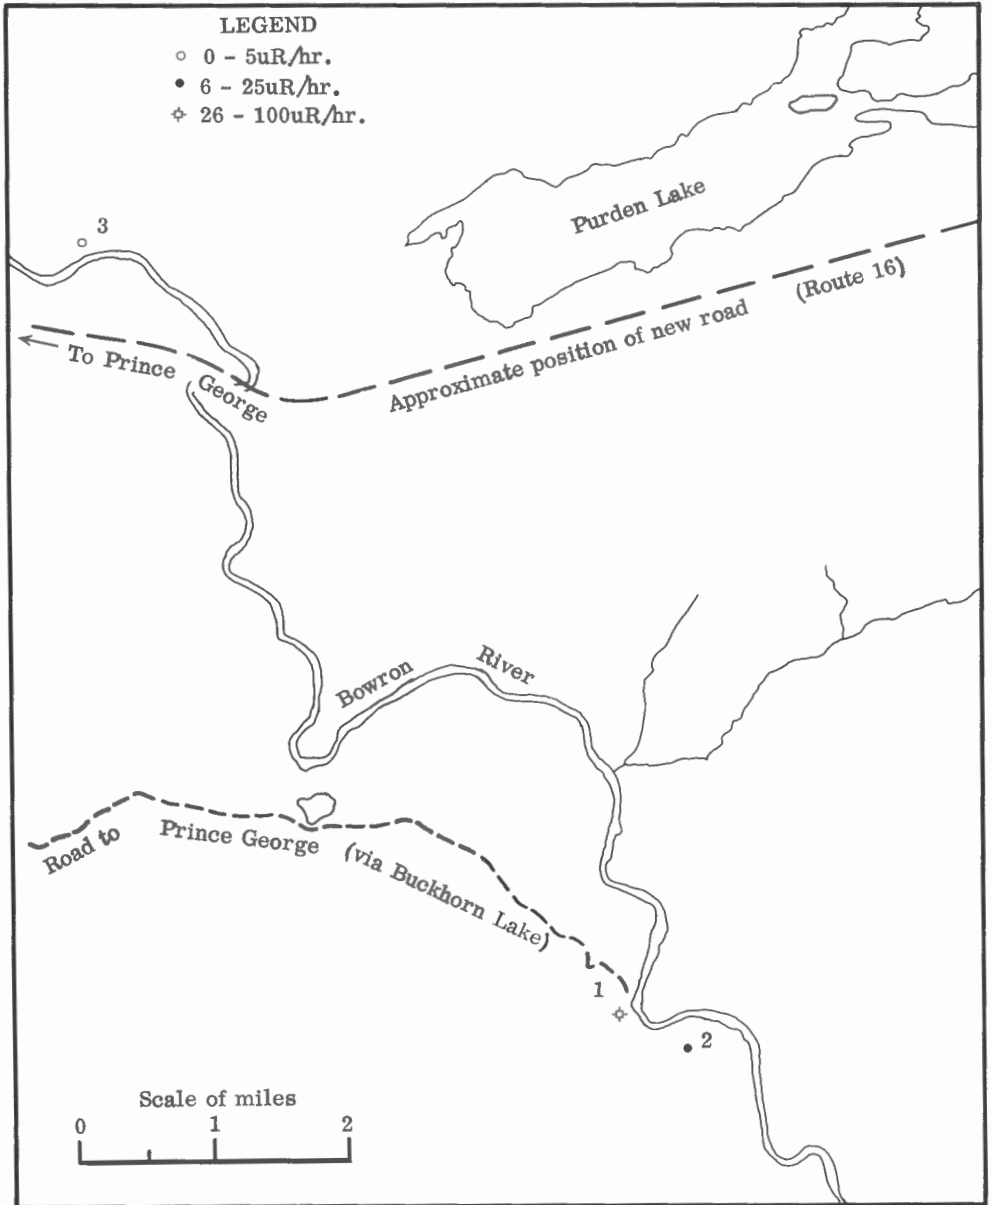 LEGEND
0 - 5uR/hr.
6 - 25uR/hr.
26 - 100uR/hr.
Purden Lake
3
(Route 16)
Approximate position of new road
To Prince George
Bowron River
Road to Prince George (via Buckhorn Lake)
1
2
Scale of miles
0 1 2